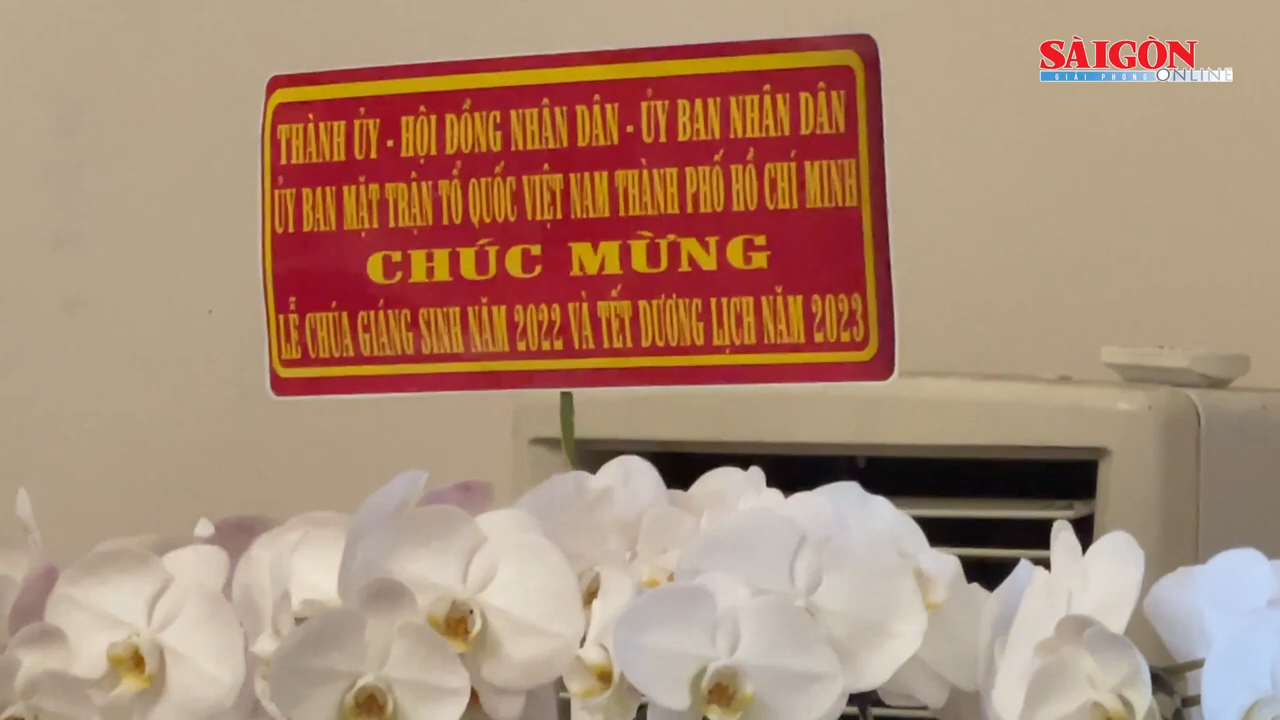 SÀI GÒN
GIẢI PHÓNG ONLINE
THÀNH ỦY - HỘI ĐỒNG NHÂN DÂN - ỦY BAN NHÂN DÂN
ỦY BAN MẶT TRẬN TỔ QUỐC VIỆT NAM THÀNH PHỐ HỒ CHÍ MINH
CHÚC MỪNG
LỄ CHÚA GIÁNG SINH NĂM 2022 VÀ TẾT DƯƠNG LỊCH NĂM 2023